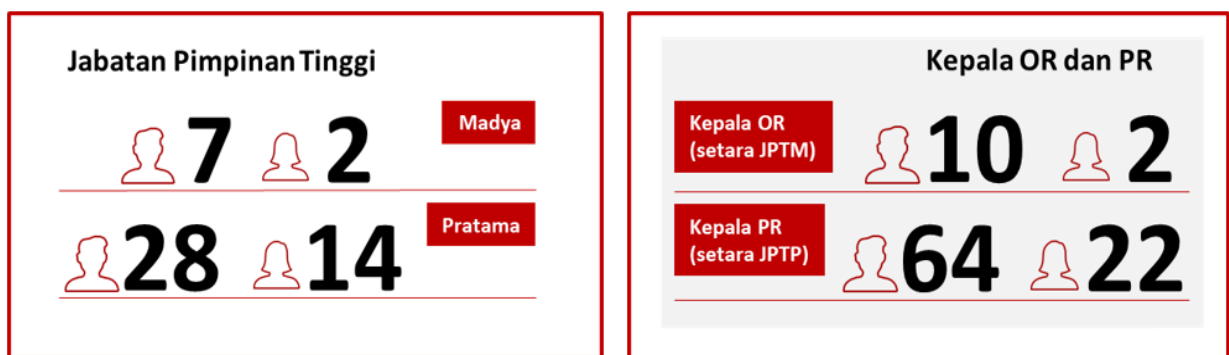 Jabatan Pimpinan Tinggi
7 2 Madya
28 14 Pratama
Kepala OR dan PR
Kepala OR
(setara JPTM)
10 2
Kepala PR
(setara JPTP)
64 22